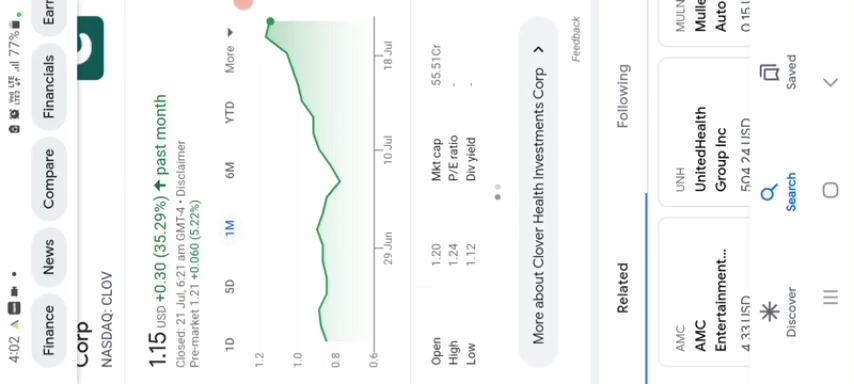 4:02
77%
Finance News Compare Financials Earn
Corp
NASDAQ: CLOV
1.15 USD +0.30 (35.29%) ↑ past month
Closed: 21 Jul, 6:21 am GMT-4 • Disclaimer
Pre-market 1.21 +0.060 (5.22%)
1D 5D 1M 6M YTD More
1.2
1.0
0.8
0.6
29 Jun 10 Jul 18 Jul
Open 1.20 Mkt cap 55.51Cr
High 1.24 P/E ratio -
Low 1.12 Div yield -
More about Clover Health Investments Corp
Feedback
Related Following
AMC UNH MULN
AMC UnitedHealth Mulle
Entertainment... Group Inc Auto
4.33 USD 504.24 USD 0.15 U
Discover Search Saved